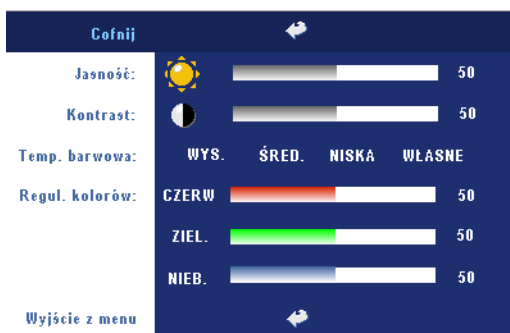 Cofnij
Jasność: 50
Kontrast: 50
Temp. barwowa: WYS. ŚRED. NISKA WŁASNE
Regul. kolorów: CZERW 50
ZIEL. 50
NIEB. 50
Wyjście z menu